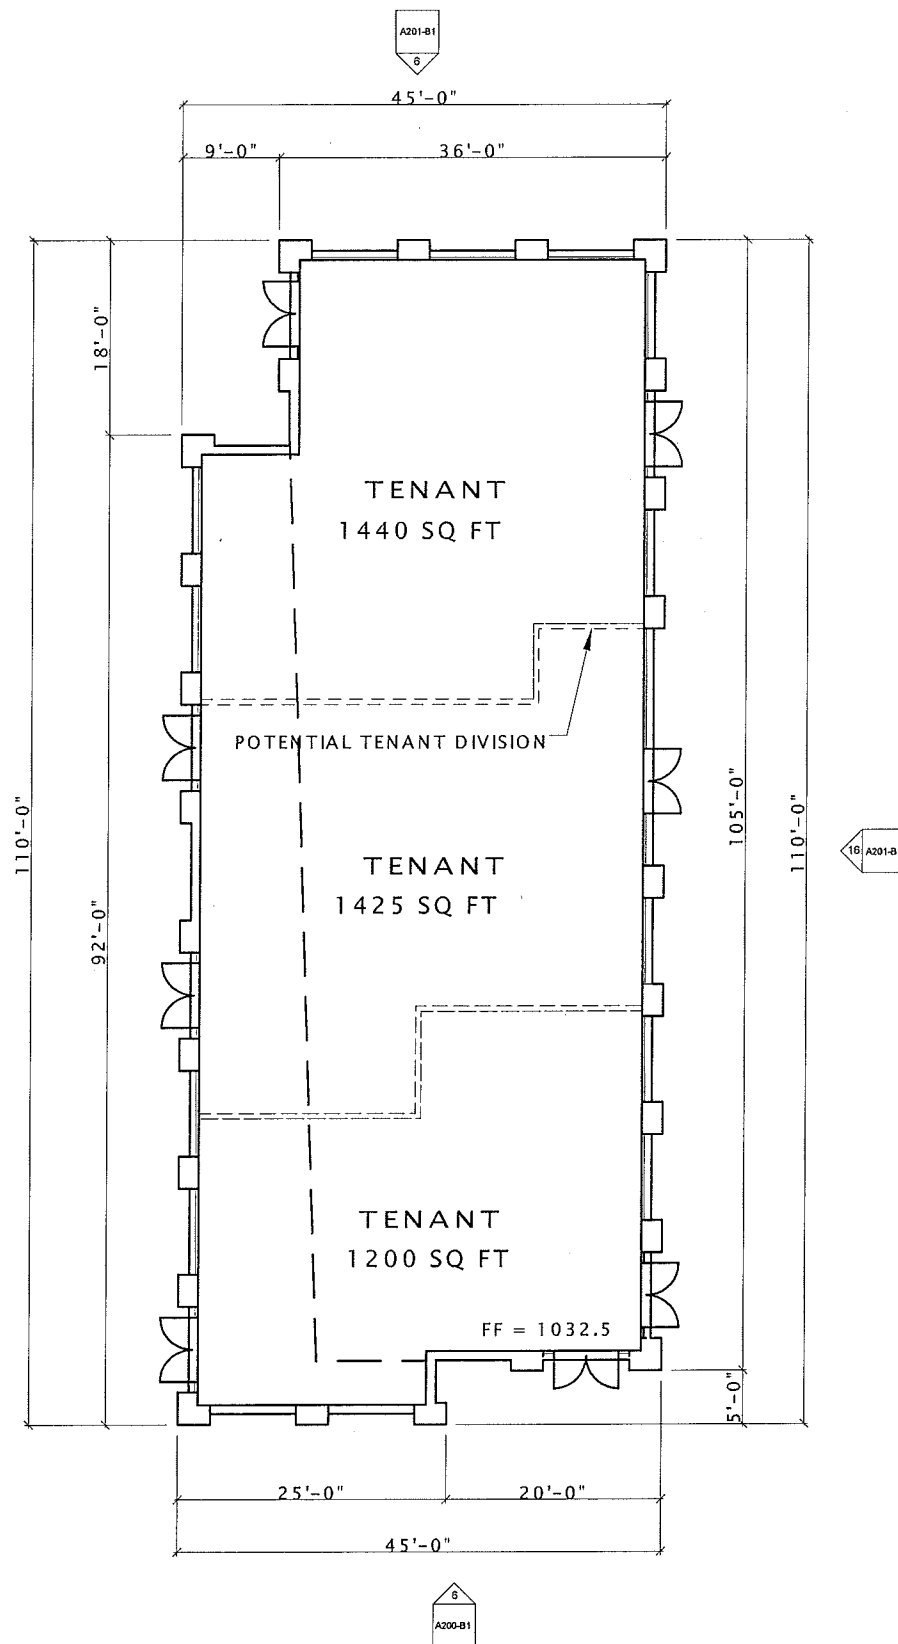 A201-B1
6
45'-0"
9'-0"
36'-0"
18'-0"
TENANT
1440 SQ FT
POTENTIAL TENANT DIVISION
110'-0"
92'-0"
105'-0"
110'-0"
16
A201-B
TENANT
1425 SQ FT
TENANT
1200 SQ FT
FF = 1032.5
5'-0"
25'-0"
20'-0"
45'-0"
6
A200-B1